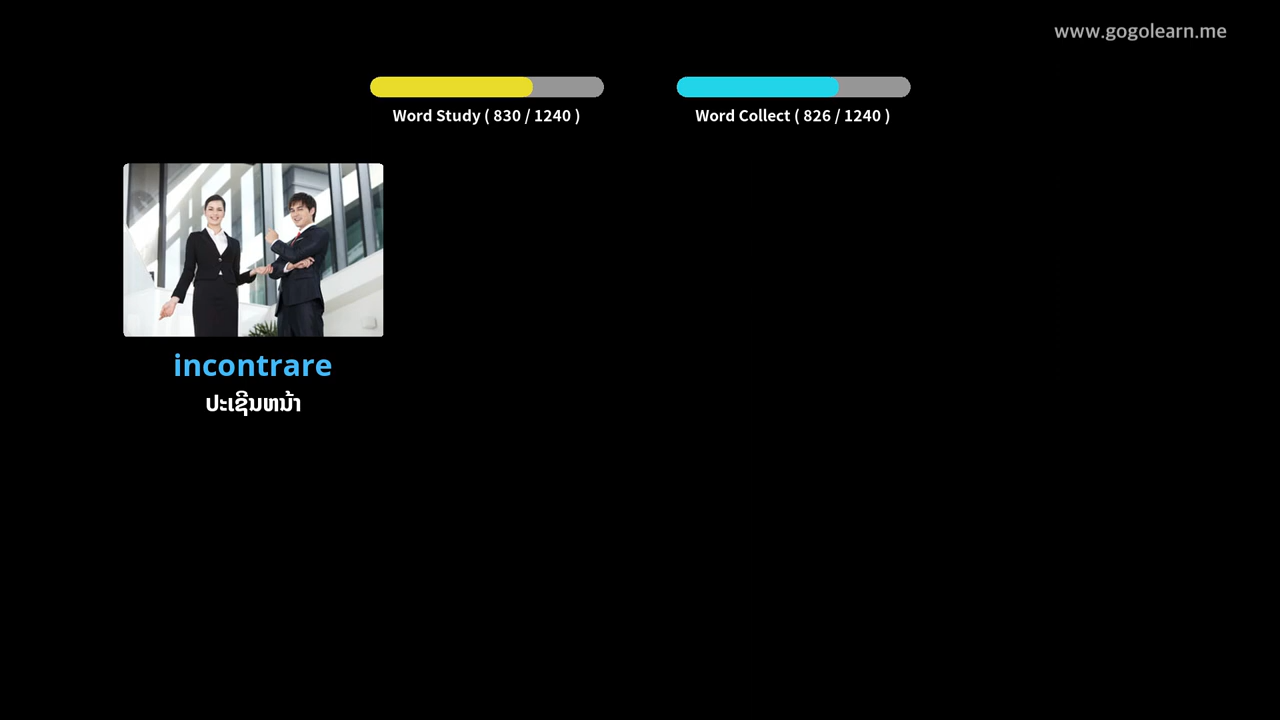 www.gogolearn.me
Word Study ( 830 / 1240 )
Word Collect ( 826 / 1240 )
incontrare
ປະເຊີນຫນ້າ